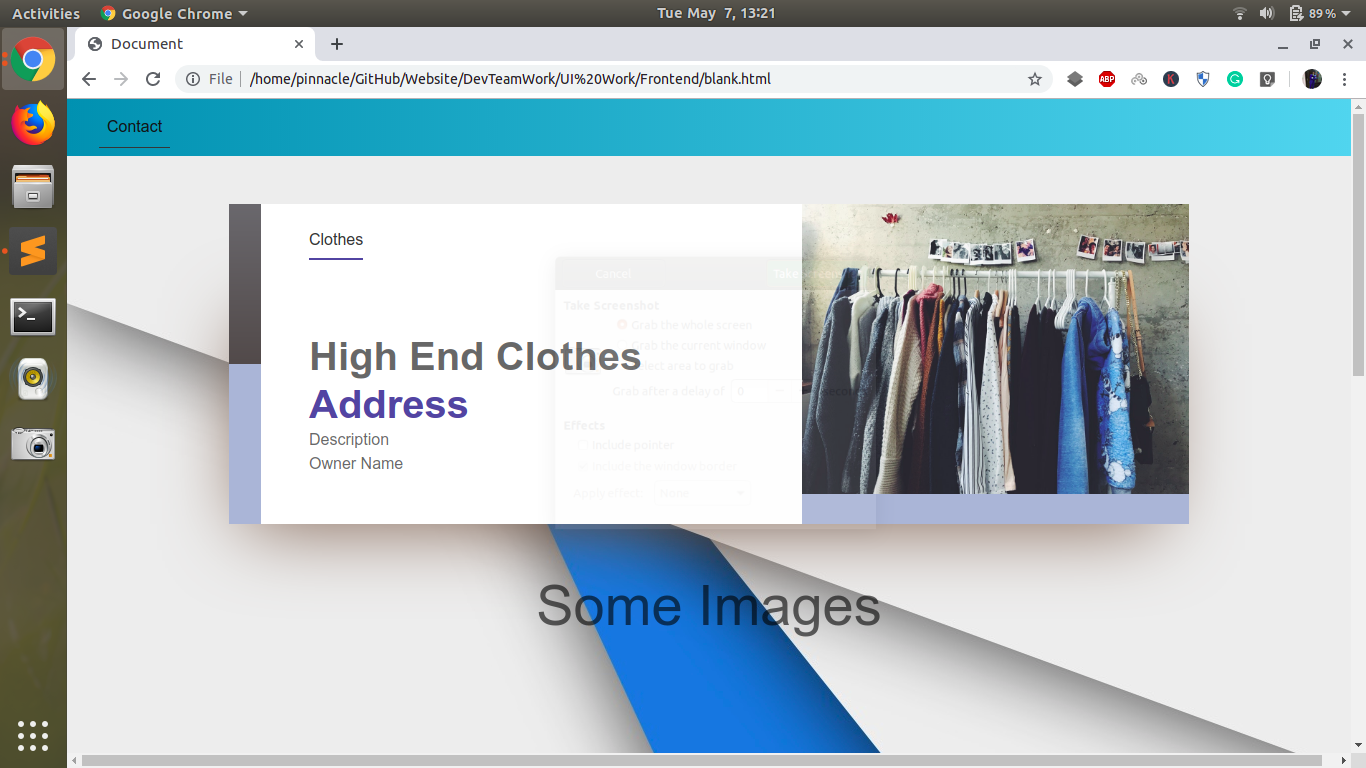 Activities Google Chrome Tue May 7, 13:21 89%
Document
File /home/pinnacle/GitHub/Website/DevTeamWork/UI%20Work/Frontend/blank.html
ABP K G
Contact
Clothes
Cancel Take
Take Screenshot
Grab the whole screen
Grab the current window
High End Clothes
area to grab
Grab after a delay of 0
Address
Effects
Description
Include pointer
Owner Name
Include the window border
Apply effect: None
Some Images